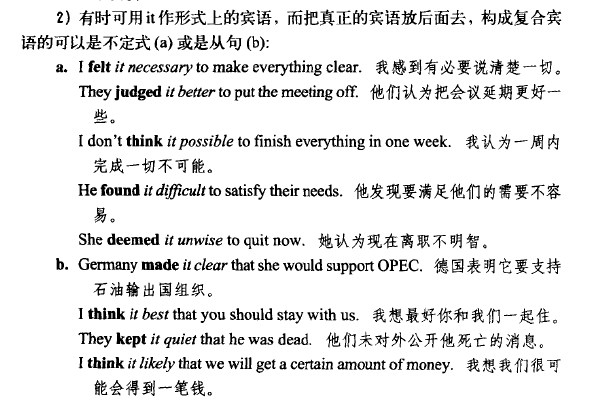 2）有时可用it作形式上的宾语，而把真正的宾语放后面去，构成复合宾
语的可以是不定式(a)或是从句(b):
a. I felt it necessary to make everything clear. 我感到有必要说清楚一切。
They judged it better to put the meeting off. 他们认为把会议延期更好一
些。
I don't think it possible to finish everything in one week. 我认为一周内
完成一切不可能。
He found it difficult to satisfy their needs. 他发现要满足他们的需要不容
易。
She deemed it unwise to quit now. 她认为现在离职不明智。
b. Germany made it clear that she would support OPEC. 德国表明它要支持
石油输出国组织。
I think it best that you should stay with us. 我想最好你和我们一起住。
They kept it quiet that he was dead. 他们未对外公开他死亡的消息。
I think it likely that we will get a certain amount of money. 我想我们很可
能会得到一笔钱。